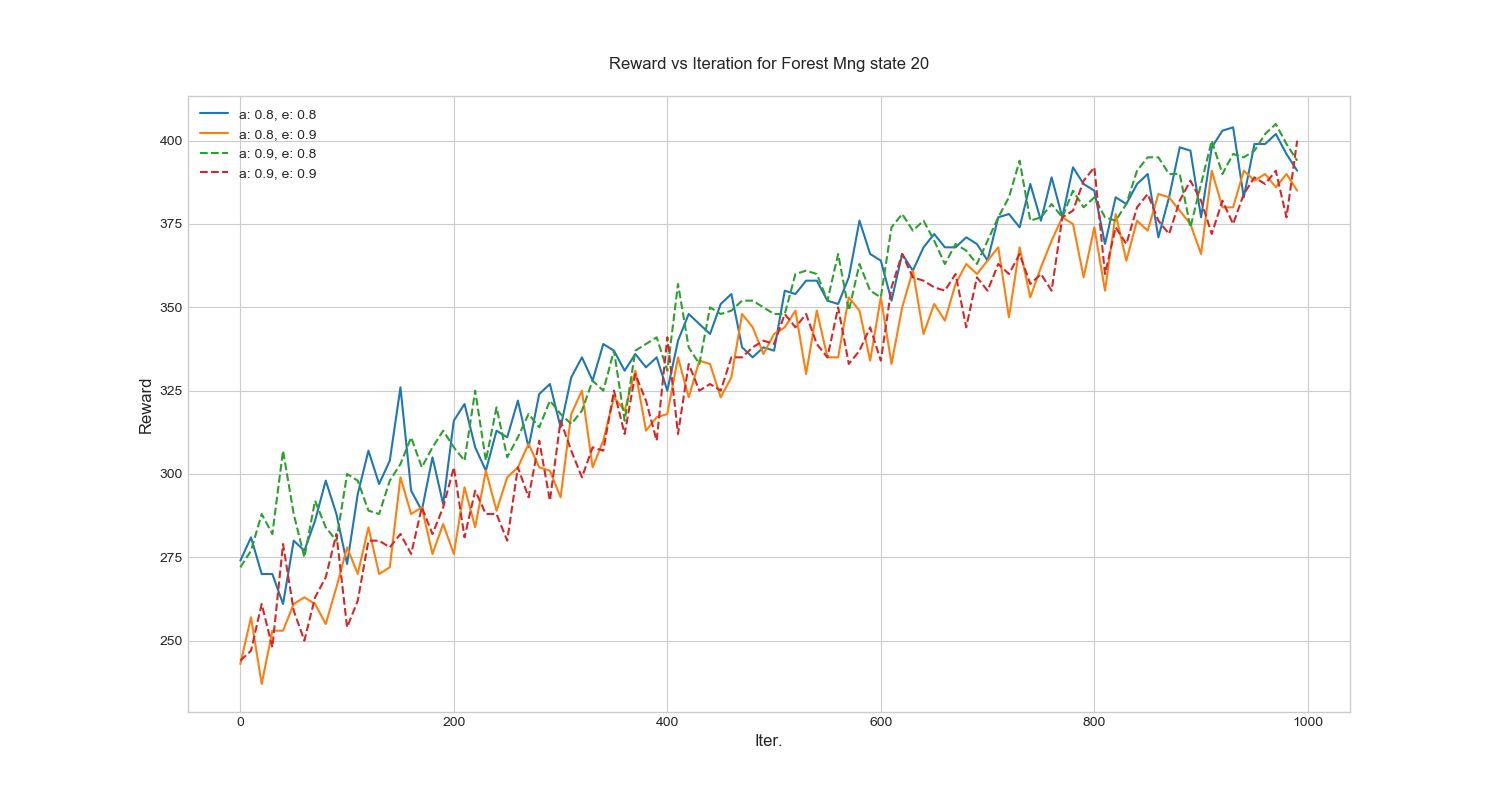 Reward vs Iteration for Forest Mng state 20
a: 0.8, e: 0.8
a: 0.8, e: 0.9
a: 0.9, e: 0.8
a: 0.9, e: 0.9
400
375
350
325
300
275
250
Reward
0 200 400 600 800 1000
Iter.